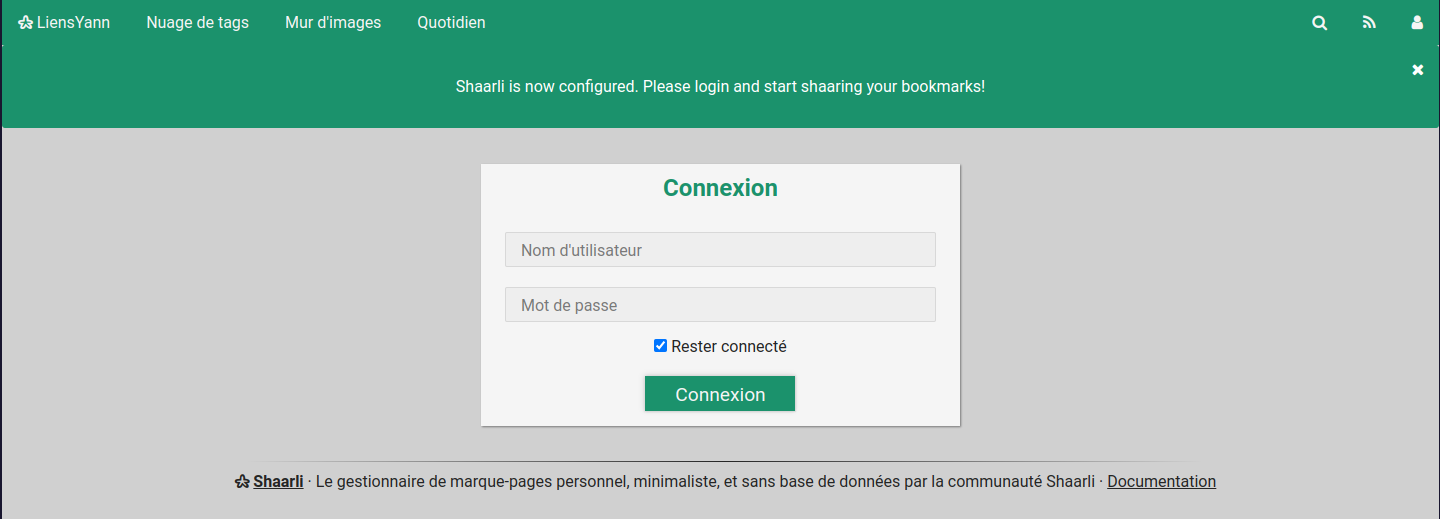 LiensYann Nuage de tags Mur d'images Quotidien
Shaarli is now configured. Please login and start shaaring your bookmarks!
Connexion
Nom d'utilisateur
Mot de passe
Rester connecté
Connexion
Shaarli · Le gestionnaire de marque-pages personnel, minimaliste, et sans base de données par la communauté Shaarli · Documentation